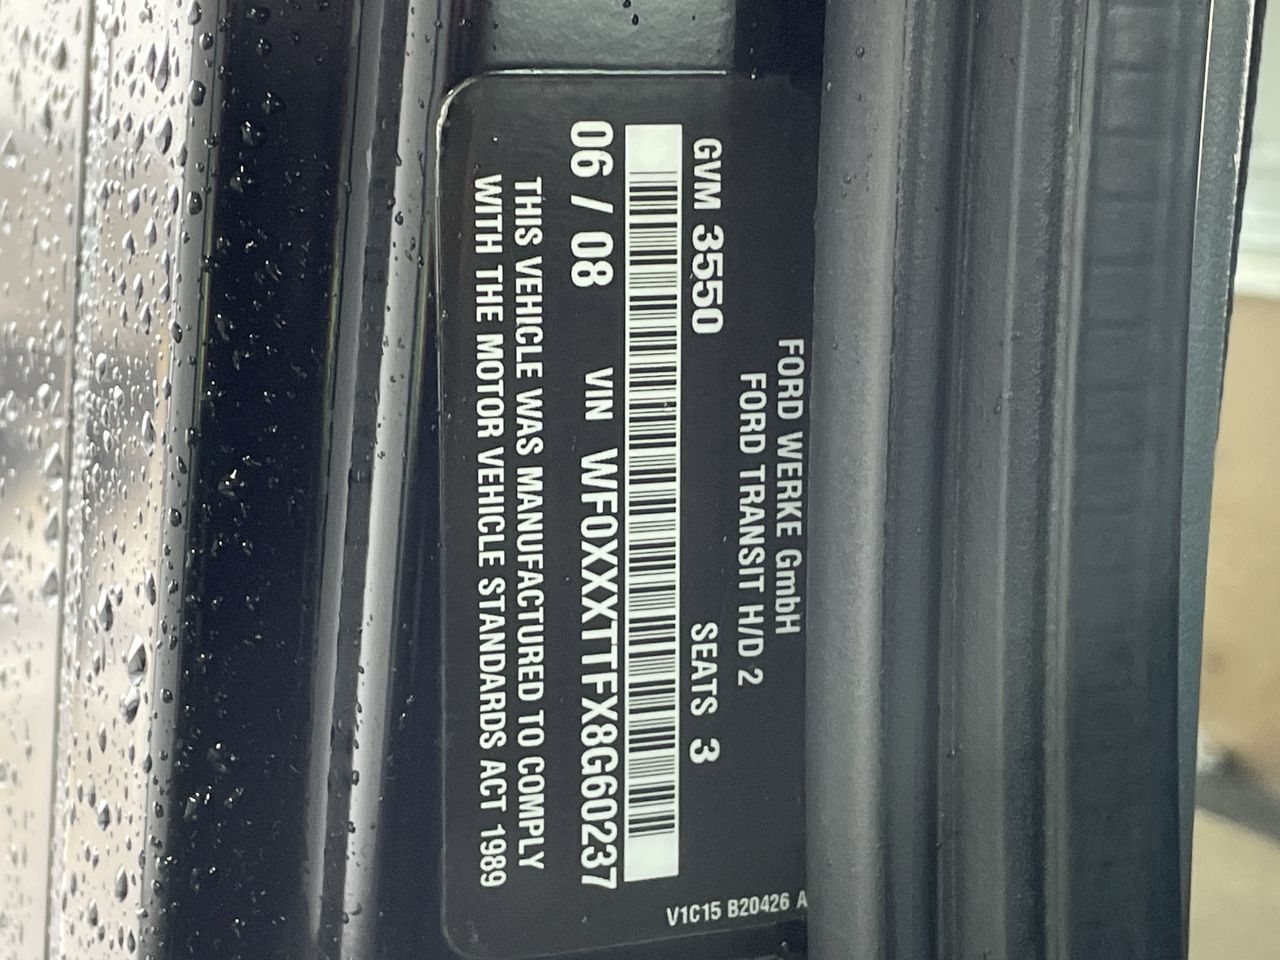 FORD WERKE GmbH
FORD TRANSIT H/D 2
GVM 3550 SEATS 3
06 / 08 VIN WF0XXXTTFX8G60237
THIS VEHICLE WAS MANUFACTURED TO COMPLY
WITH THE MOTOR VEHICLE STANDARDS ACT 1989
V1C15 B20426 A